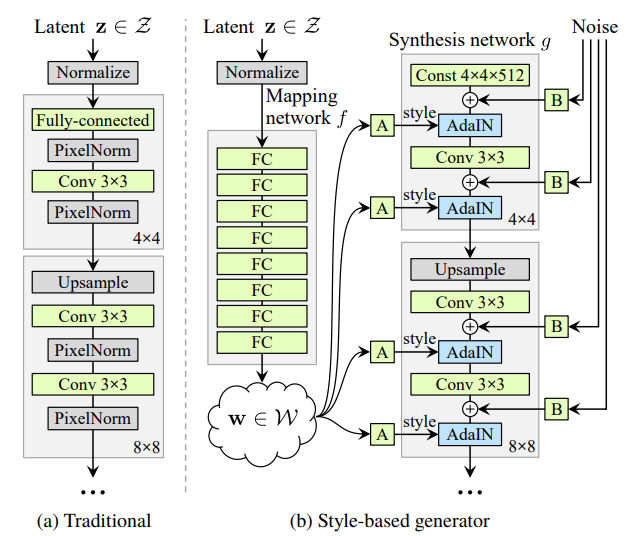 Latent z ∈ 𝒵
Normalize
Fully-connected
PixelNorm
Conv 3×3
PixelNorm
4×4
Upsample
Conv 3×3
PixelNorm
Conv 3×3
PixelNorm
8×8
...
(a) Traditional
Latent z ∈ 𝒵
Normalize
Mapping
network f
FC
FC
FC
FC
FC
FC
FC
FC
w ∈ 𝒲
Synthesis network g
Noise
Const 4×4×512
+
B
A
style
AdaIN
Conv 3×3
+
B
A
style
AdaIN
4×4
Upsample
Conv 3×3
+
B
A
style
AdaIN
Conv 3×3
+
B
A
style
AdaIN
8×8
...
(b) Style-based generator